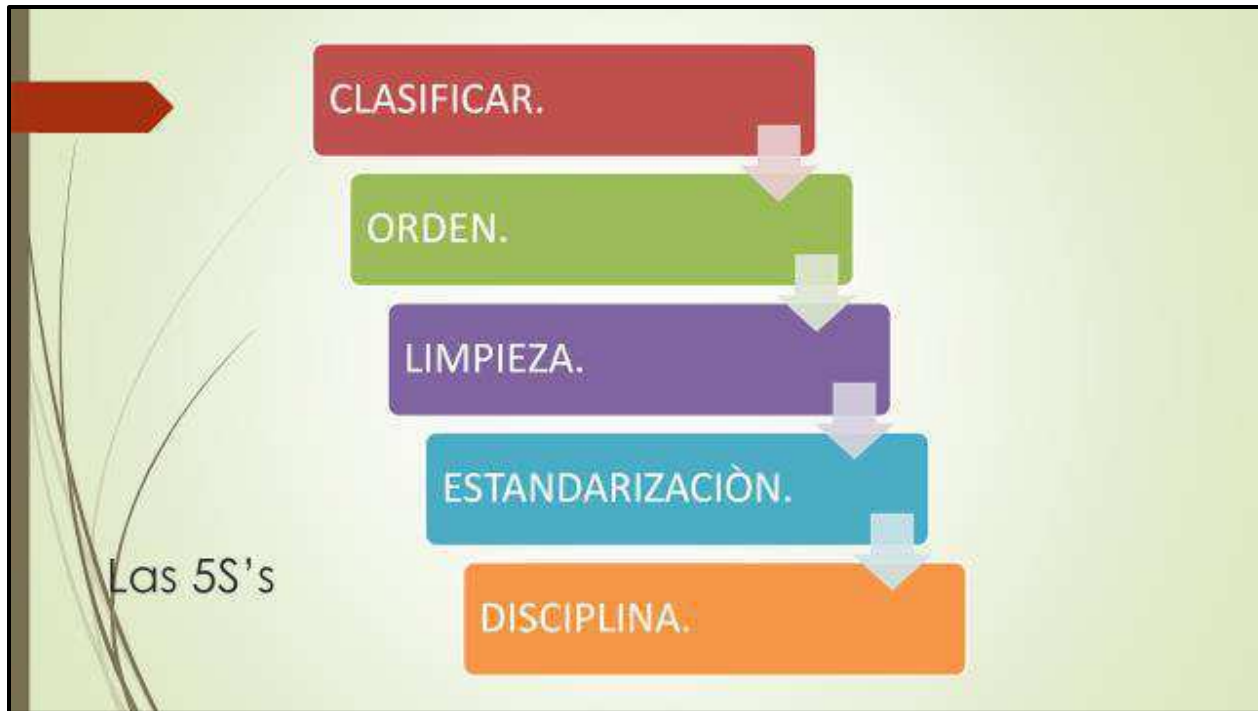 CLASIFICAR.
ORDEN.
LIMPIEZA.
ESTANDARIZACIÒN.
DISCIPLINA.
Las 5S’s